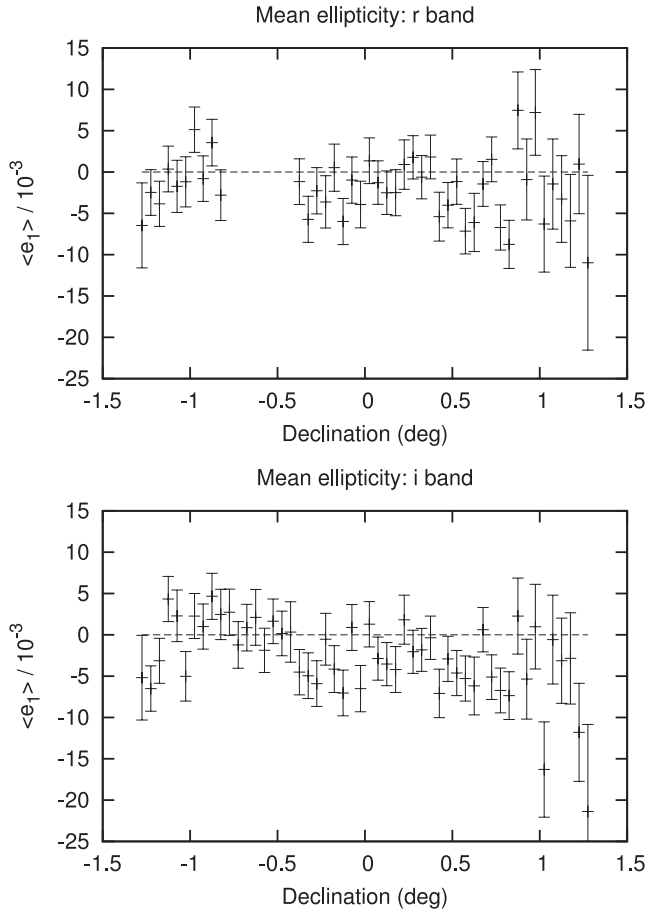 Mean ellipticity: r band
<e₁> / 10⁻³
15
10
5
0
-5
-10
-15
-20
-25
-1.5 -1 -0.5 0 0.5 1 1.5
Declination (deg)
Mean ellipticity: i band
<e₁> / 10⁻³
15
10
5
0
-5
-10
-15
-20
-25
-1.5 -1 -0.5 0 0.5 1 1.5
Declination (deg)